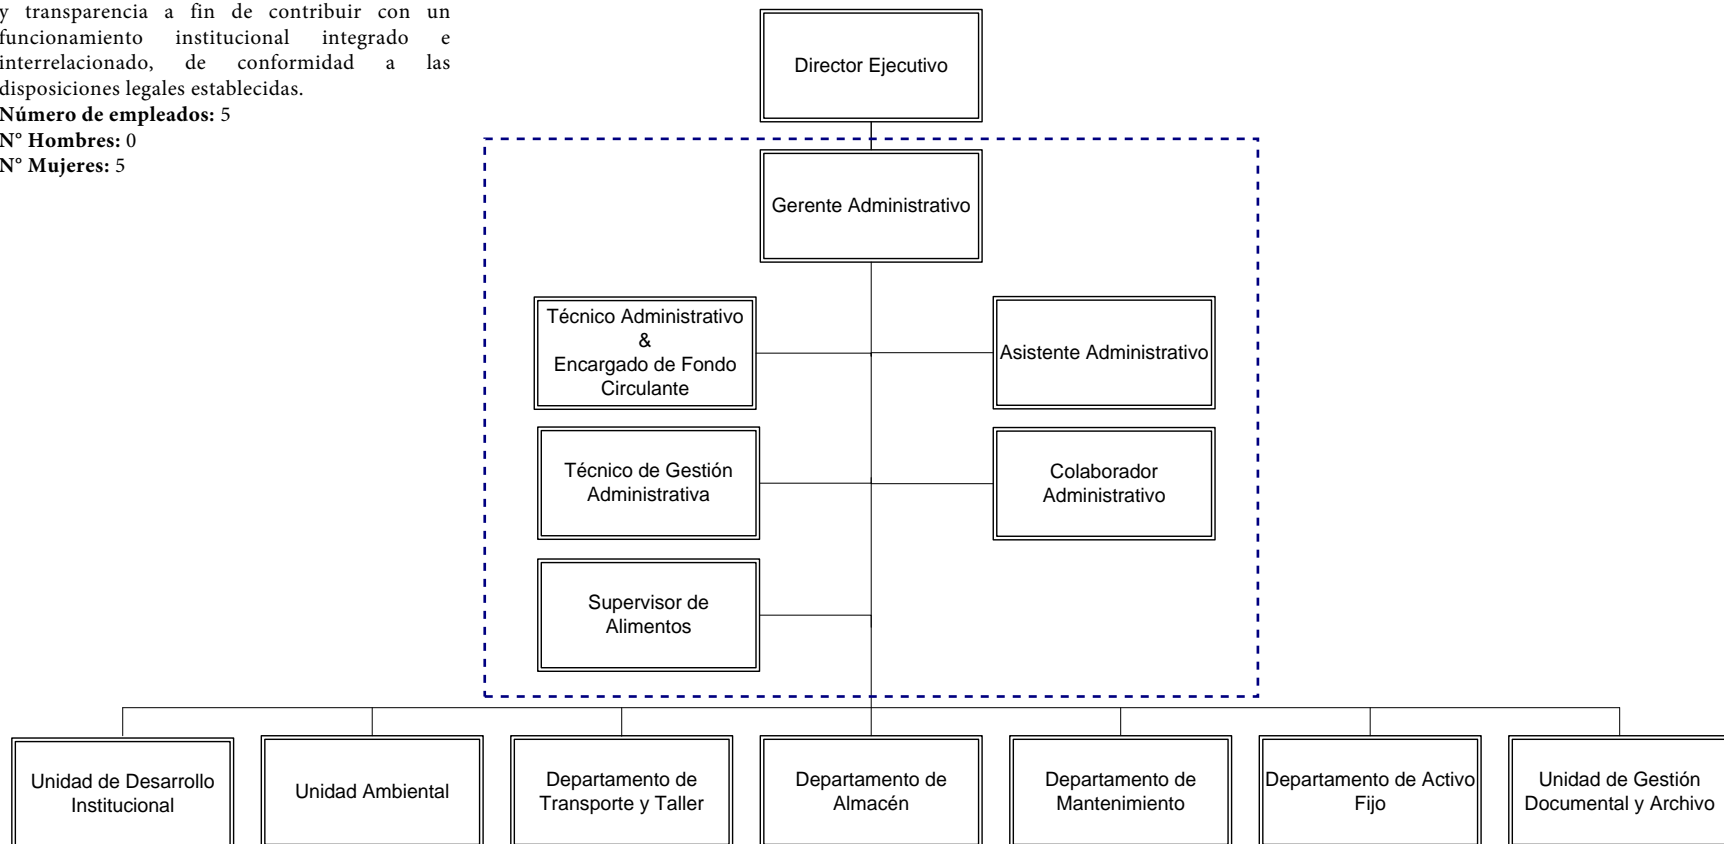 y transparencia a fin de contribuir con un
funcionamiento institucional integrado e
interrelacionado, de conformidad a las
disposiciones legales establecidas.
Número de empleados: 5
N° Hombres: 0
N° Mujeres: 5
Director Ejecutivo
Gerente Administrativo
Técnico Administrativo
&
Encargado de Fondo
Circulante
Asistente Administrativo
Técnico de Gestión
Administrativa
Colaborador
Administrativo
Supervisor de
Alimentos
Unidad de Desarrollo
Institucional
Unidad Ambiental
Departamento de
Transporte y Taller
Departamento de
Almacén
Departamento de
Mantenimiento
Departamento de Activo
Fijo
Unidad de Gestión
Documental y Archivo